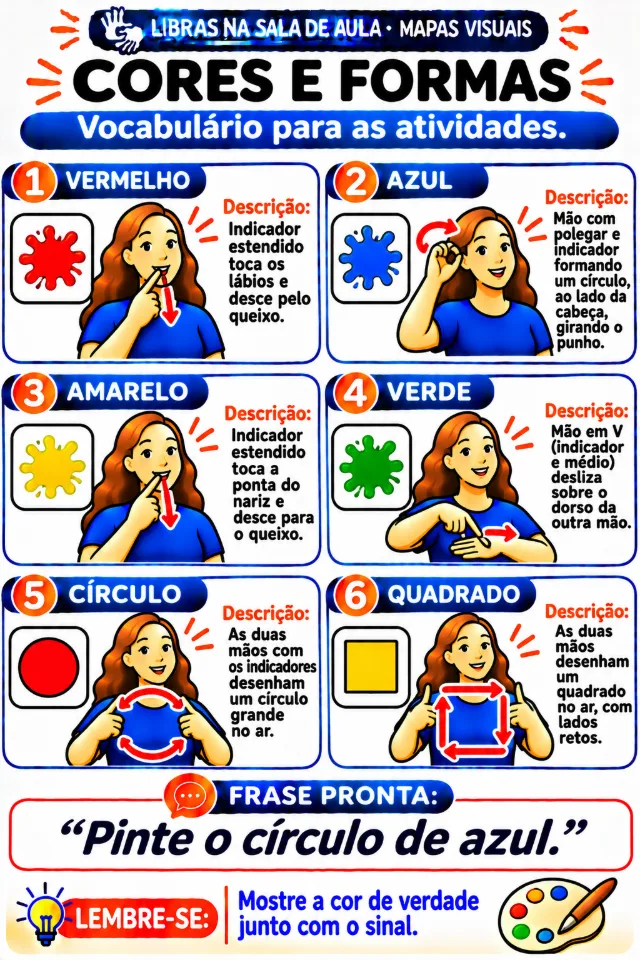 LIBRAS NA SALA DE AULA • MAPAS VISUAIS
CORES E FORMAS
Vocabulário para as atividades.
1 VERMELHO
Descrição:
Indicador
estendido
toca os
lábios e
desce pelo
queixo.
2 AZUL
Descrição:
Mão com
polegar e
indicador
formando
um círculo,
ao lado da
cabeça,
girando o
punho.
3 AMARELO
Descrição:
Indicador
estendido
toca a
ponta do
nariz e
desce para
o queixo.
4 VERDE
Descrição:
Mão em V
(indicador
e médio)
desliza
sobre o
dorso da
outra mão.
5 CÍRCULO
Descrição:
As duas
mãos com
os indicadores
desenham
um círculo
grande
no ar.
6 QUADRADO
Descrição:
As duas
mãos
desenham
um
quadrado
no ar, com
lados
retos.
FRASE PRONTA:
“Pinte o círculo de azul.”
LEMBRE-SE:
Mostre a cor de verdade
junto com o sinal.